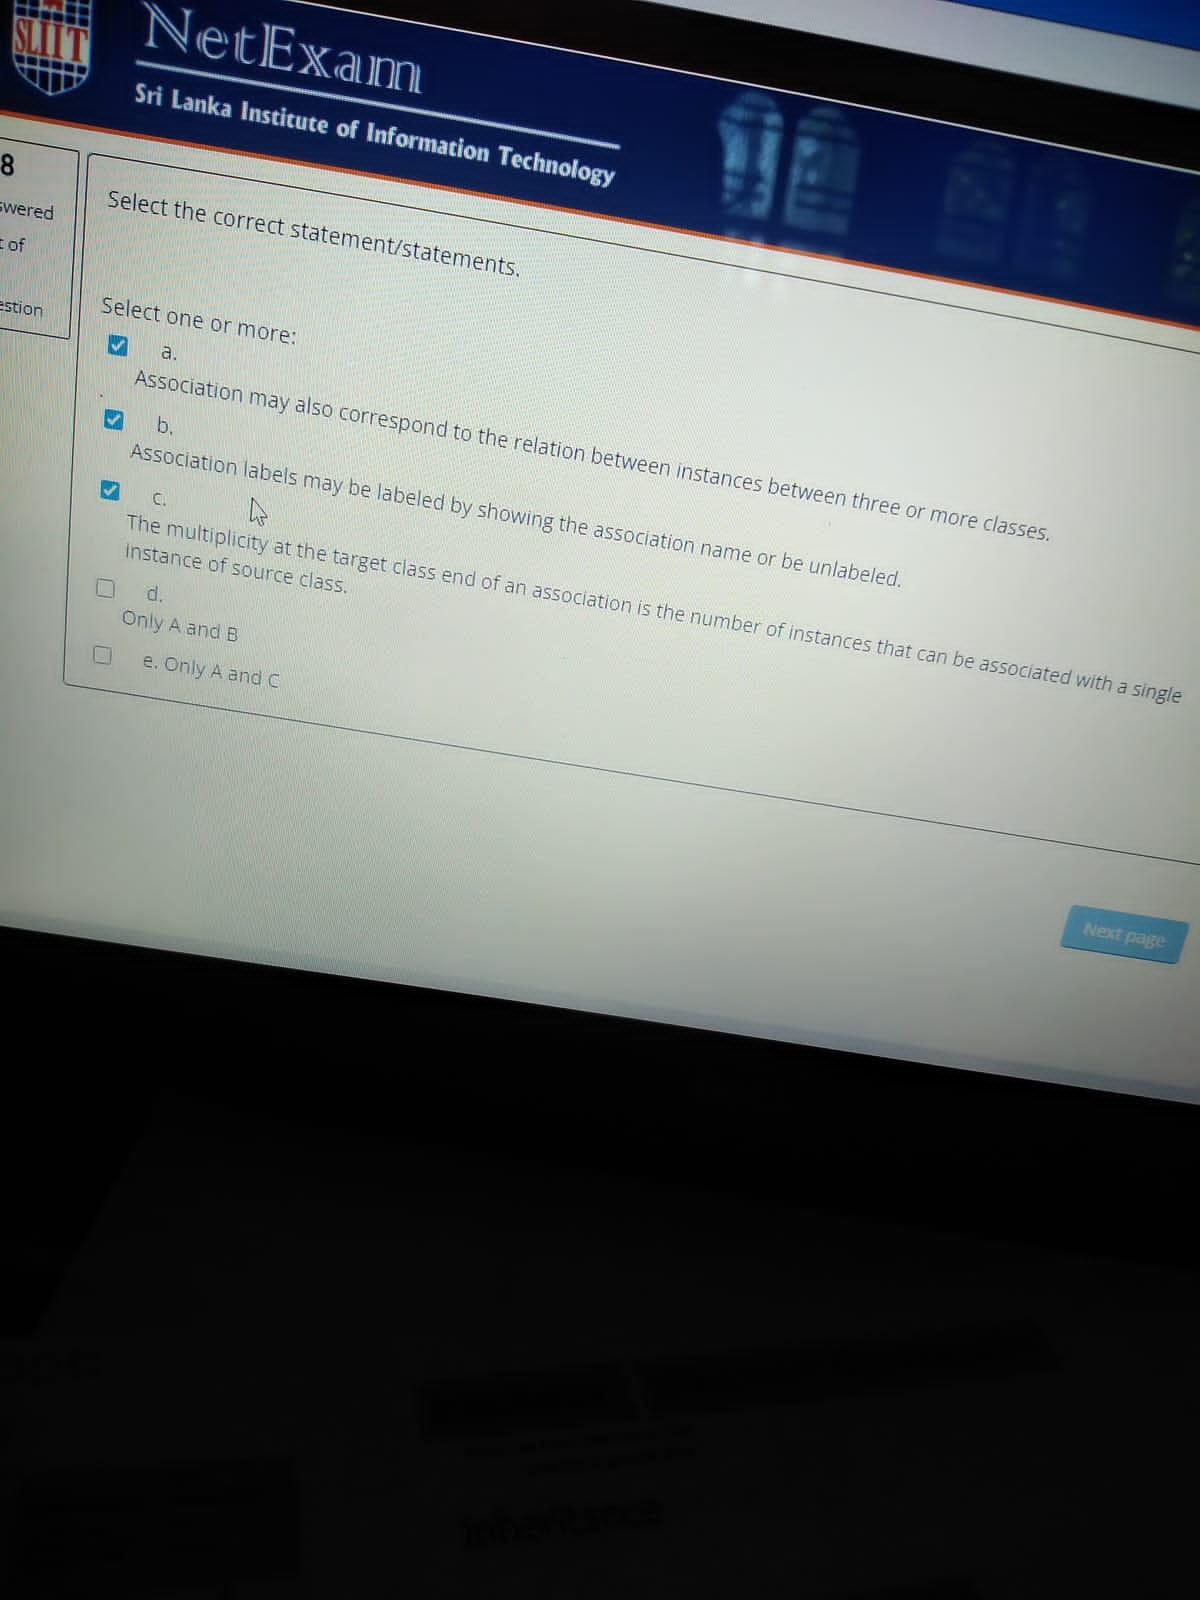 SLIIT
NetExam
Sri Lanka Institute of Information Technology
8
swered
t of
estion
Select the correct statement/statements.
Select one or more:
a.
Association may also correspond to the relation between instances between three or more classes.
b.
Association labels may be labeled by showing the association name or be unlabeled.
c.
The multiplicity at the target class end of an association is the number of instances that can be associated with a single
instance of source class.
d.
Only A and B
e. Only A and C
Next page
Inheritance